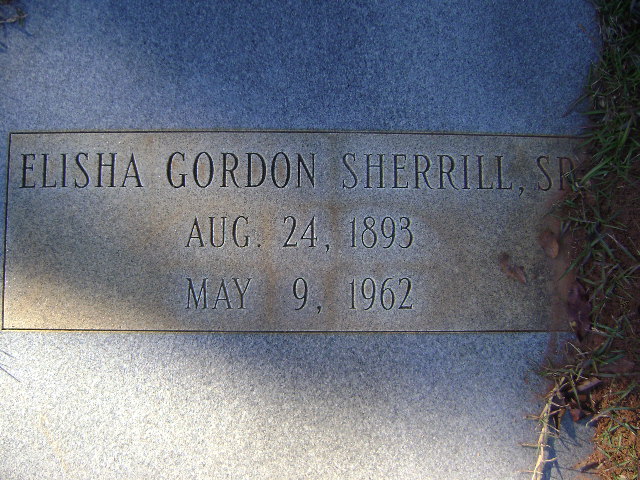 ELISHA GORDON SHERRILL, SR
AUG. 24, 1893
MAY 9, 1962